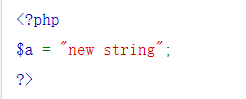 <?php
$a = "new string";
?>